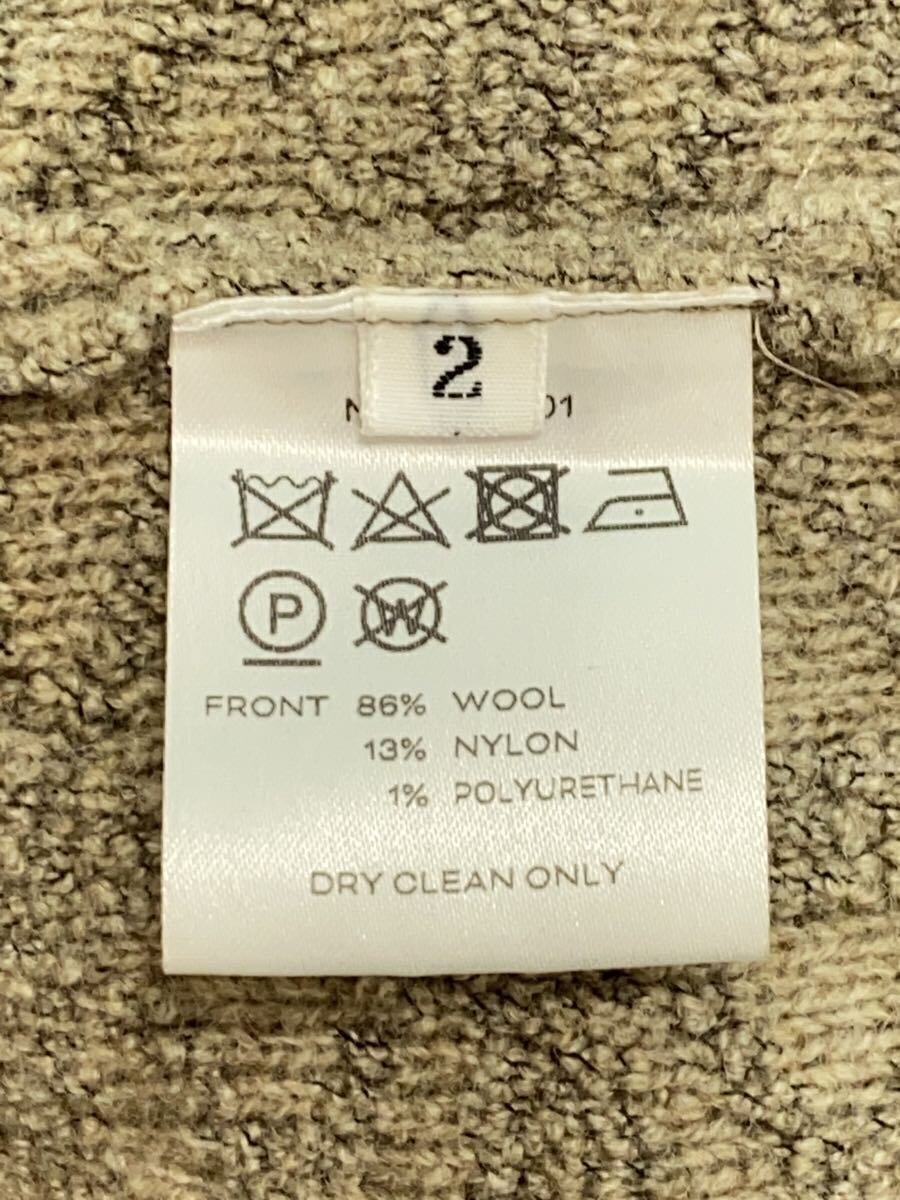 2
P
W
FRONT 86% WOOL
13% NYLON
1% POLYURETHANE
DRY CLEAN ONLY